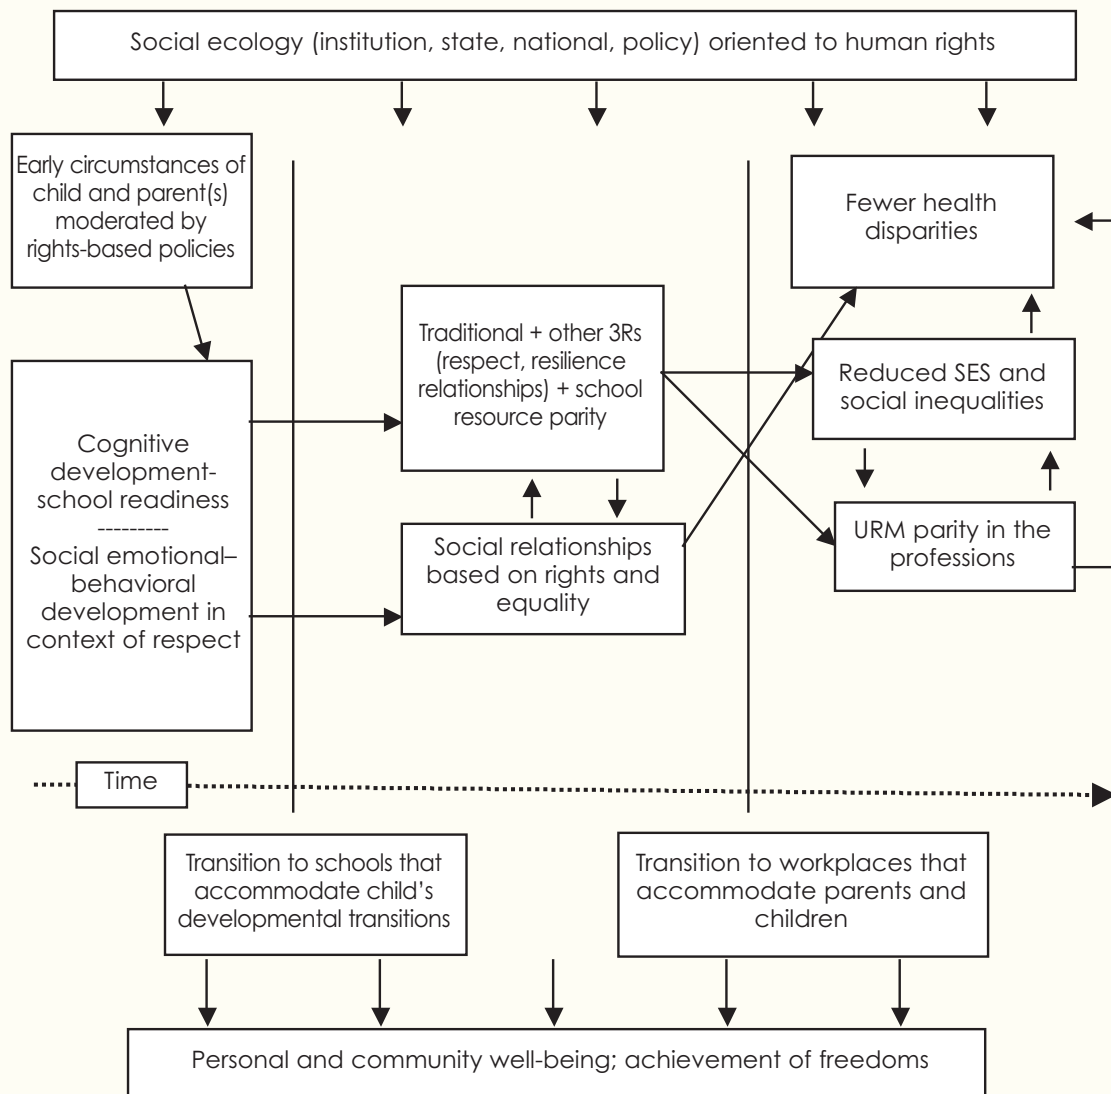 Social ecology (institution, state, national, policy) oriented to human rights
Early circumstances of
child and parent(s)
moderated by
rights-based policies
Cognitive
development-
school readiness
---------
Social emotional–
behavioral
development in
context of respect
Traditional + other 3Rs
(respect, resilience
relationships) + school
resource parity
Social relationships
based on rights and
equality
Fewer health
disparities
Reduced SES and
social inequalities
URM parity in the
professions
Time
Transition to schools that
accommodate child’s
developmental transitions
Transition to workplaces that
accommodate parents and
children
Personal and community well-being; achievement of freedoms